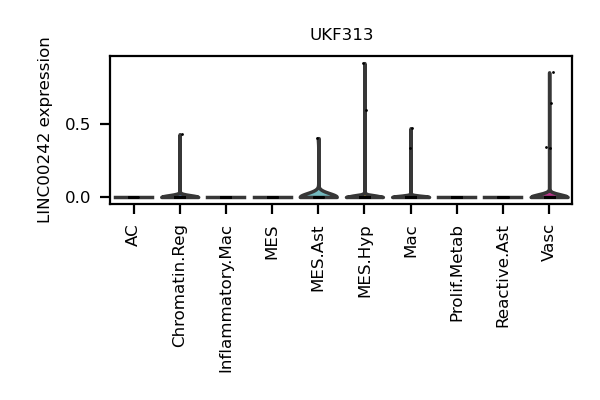 UKF313
LINC00242 expression
0.5
0.0
AC
Chromatin.Reg
Inflammatory.Mac
MES
MES.Ast
MES.Hyp
Mac
Prolif.Metab
Reactive.Ast
Vasc